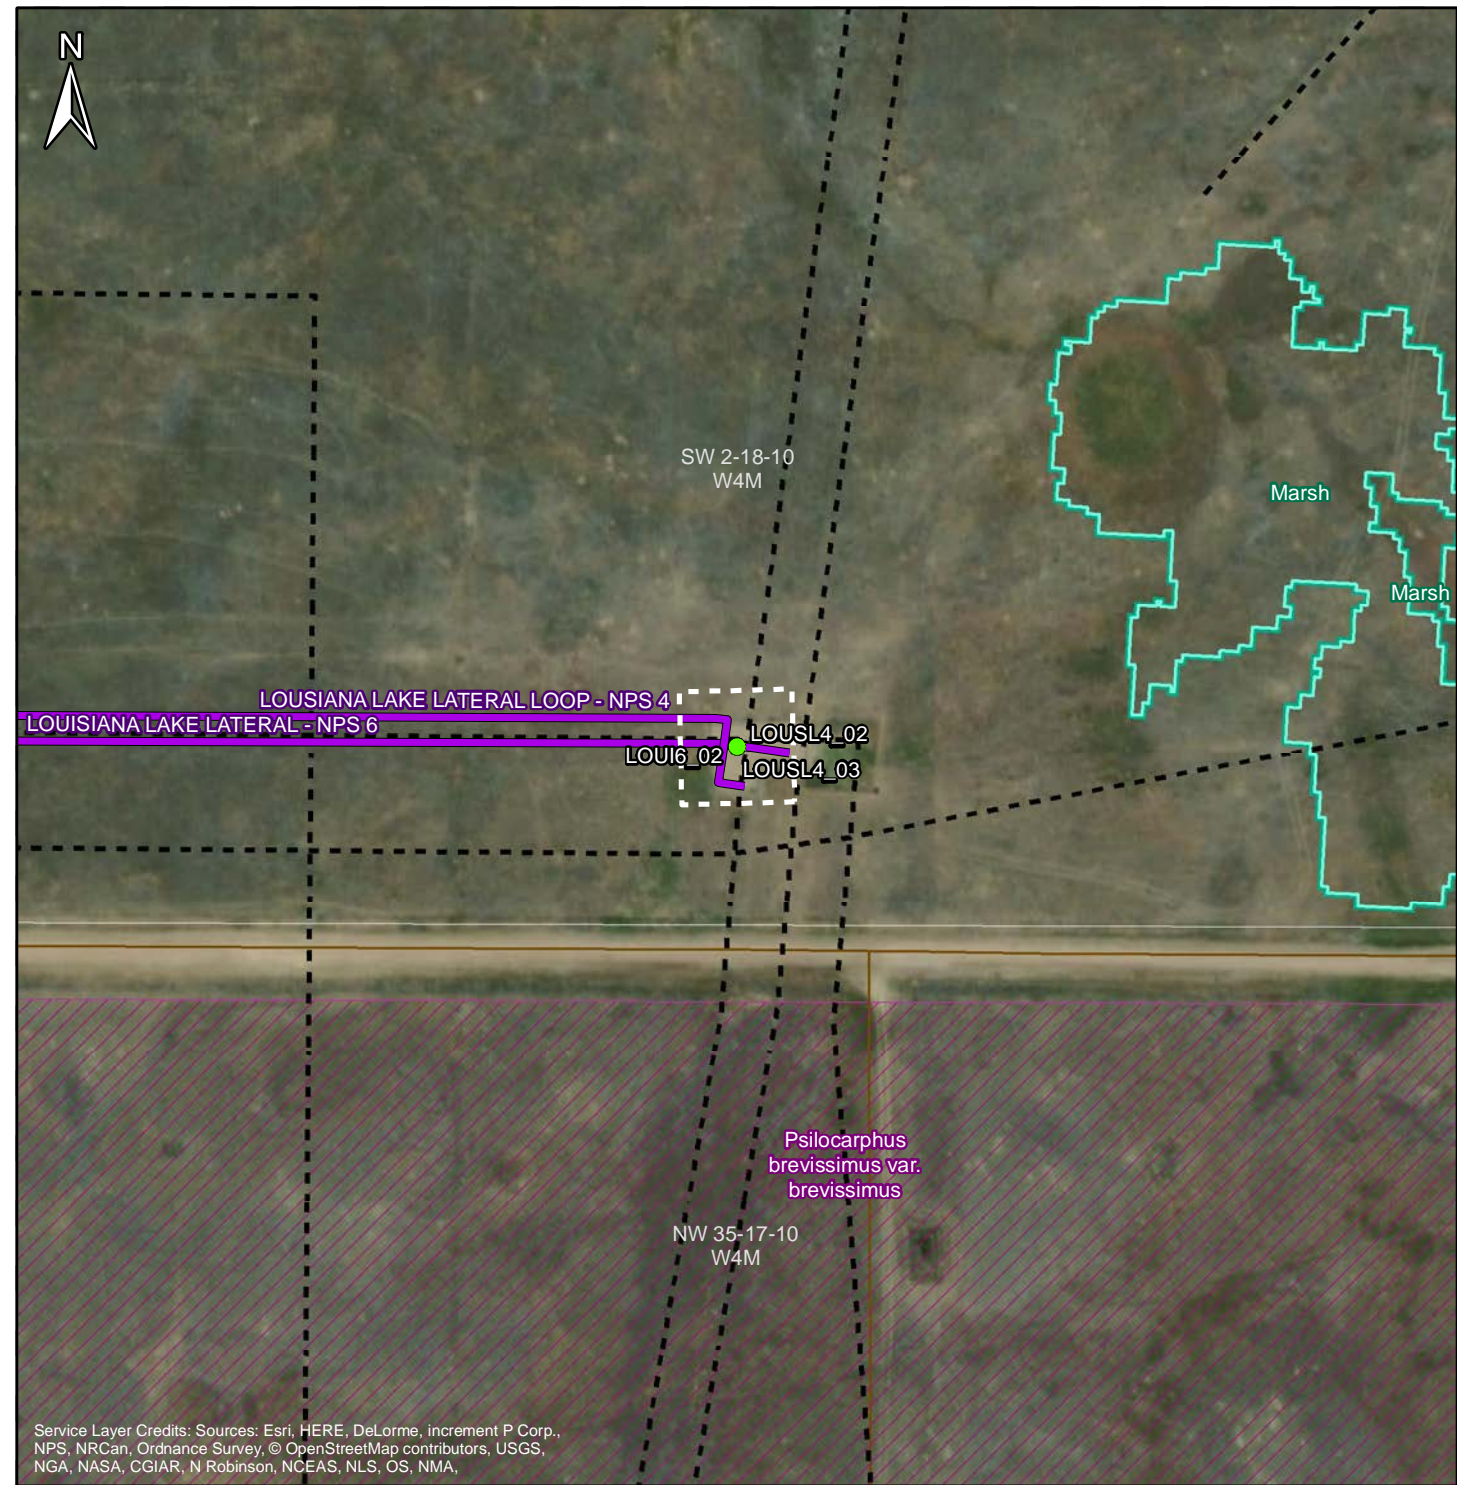 N
SW 2-18-10
W4M
Marsh
Marsh
LOUSIANA LAKE LATERAL LOOP - NPS 4
LOUISIANA LAKE LATERAL - NPS 6
LOUSL4_02
LOUI6_02
LOUSL4_03
Psilocarphus
brevissimus var.
brevissimus
NW 35-17-10
W4M
Service Layer Credits: Sources: Esri, HERE, DeLorme, increment P Corp.,
NPS, NRCan, Ordnance Survey, © OpenStreetMap contributors, USGS,
NGA, NASA, CGIAR, N Robinson, NCEAS, NLS, OS, NMA,